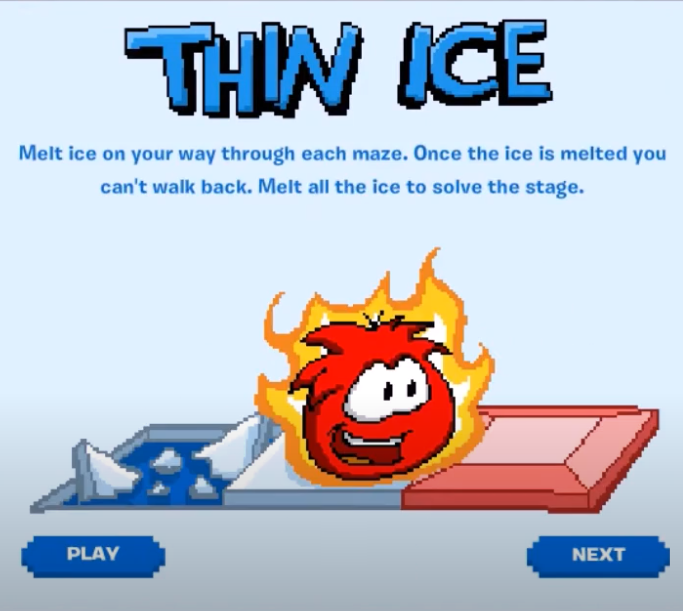 THIN ICE
Melt ice on your way through each maze. Once the ice is melted you
can't walk back. Melt all the ice to solve the stage.
PLAY
NEXT